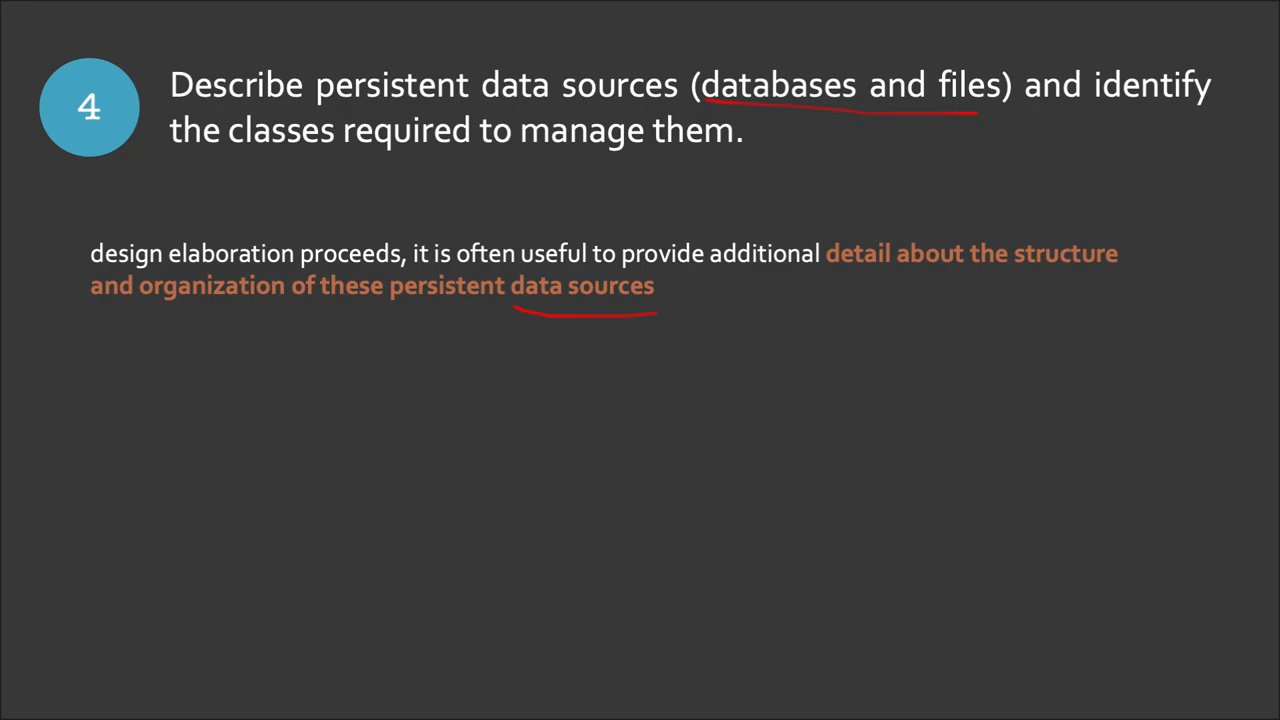 4
Describe persistent data sources (databases and files) and identify
the classes required to manage them.
design elaboration proceeds, it is often useful to provide additional detail about the structure
and organization of these persistent data sources